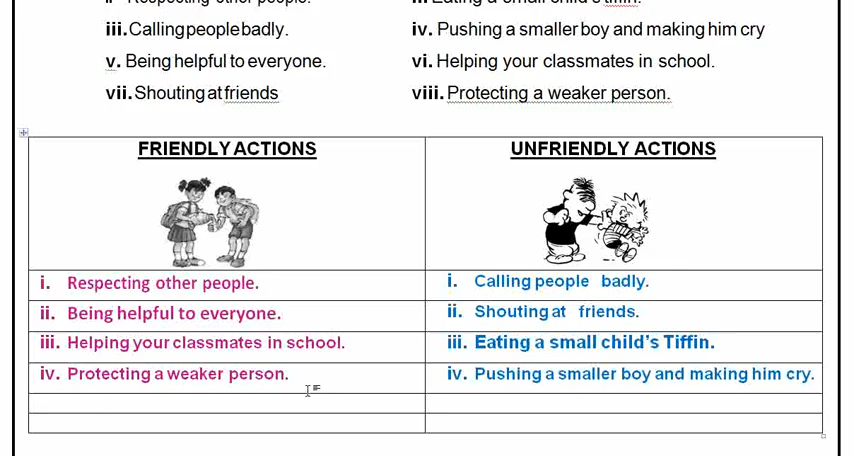 iii. Calling people badly. iv. Pushing a smaller boy and making him cry
v. Being helpful to everyone. vi. Helping your classmates in school.
vii. Shouting at friends viii. Protecting a weaker person.
FRIENDLY ACTIONS UNFRIENDLY ACTIONS
i. Respecting other people. i. Calling people badly.
ii. Being helpful to everyone. ii. Shouting at friends.
iii. Helping your classmates in school. iii. Eating a small child's Tiffin.
iv. Protecting a weaker person. iv. Pushing a smaller boy and making him cry.